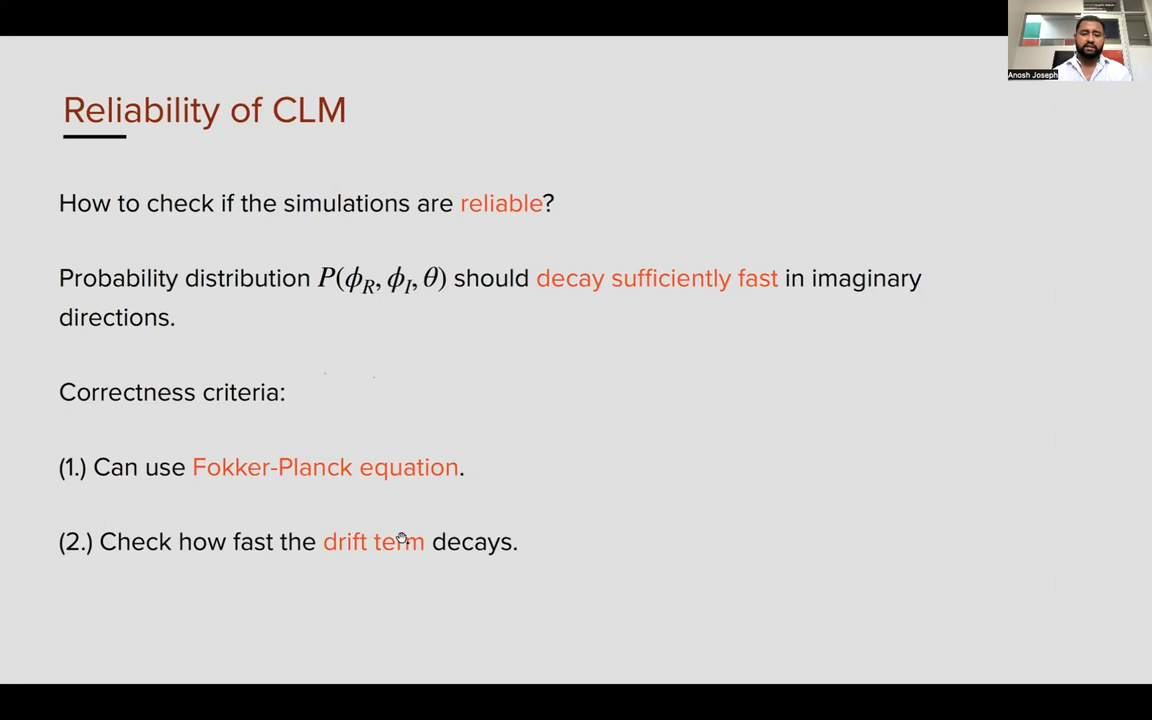 Anosh Joseph
Reliability of CLM
How to check if the simulations are reliable?
Probability distribution P(ϕ_R, ϕ_I, θ) should decay sufficiently fast in imaginary
directions.
Correctness criteria:
(1.) Can use Fokker-Planck equation.
(2.) Check how fast the drift term decays.